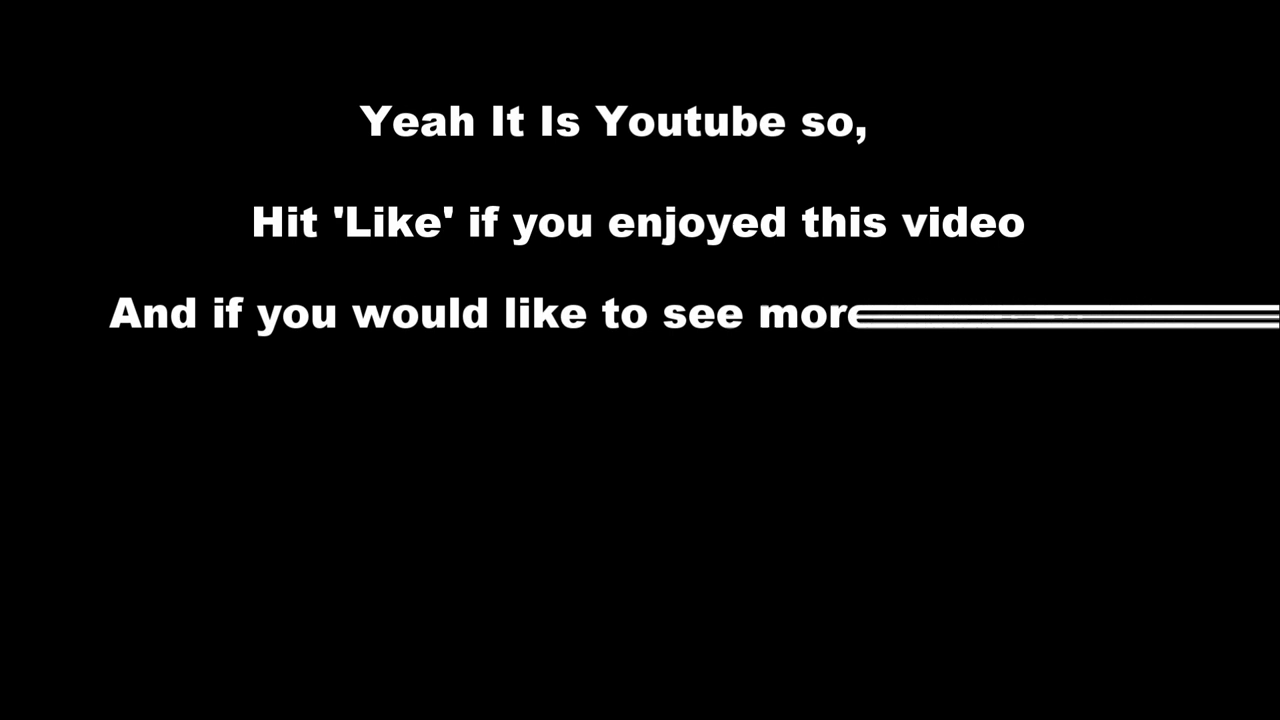 Yeah It Is Youtube so,
Hit 'Like' if you enjoyed this video
And if you would like to see more